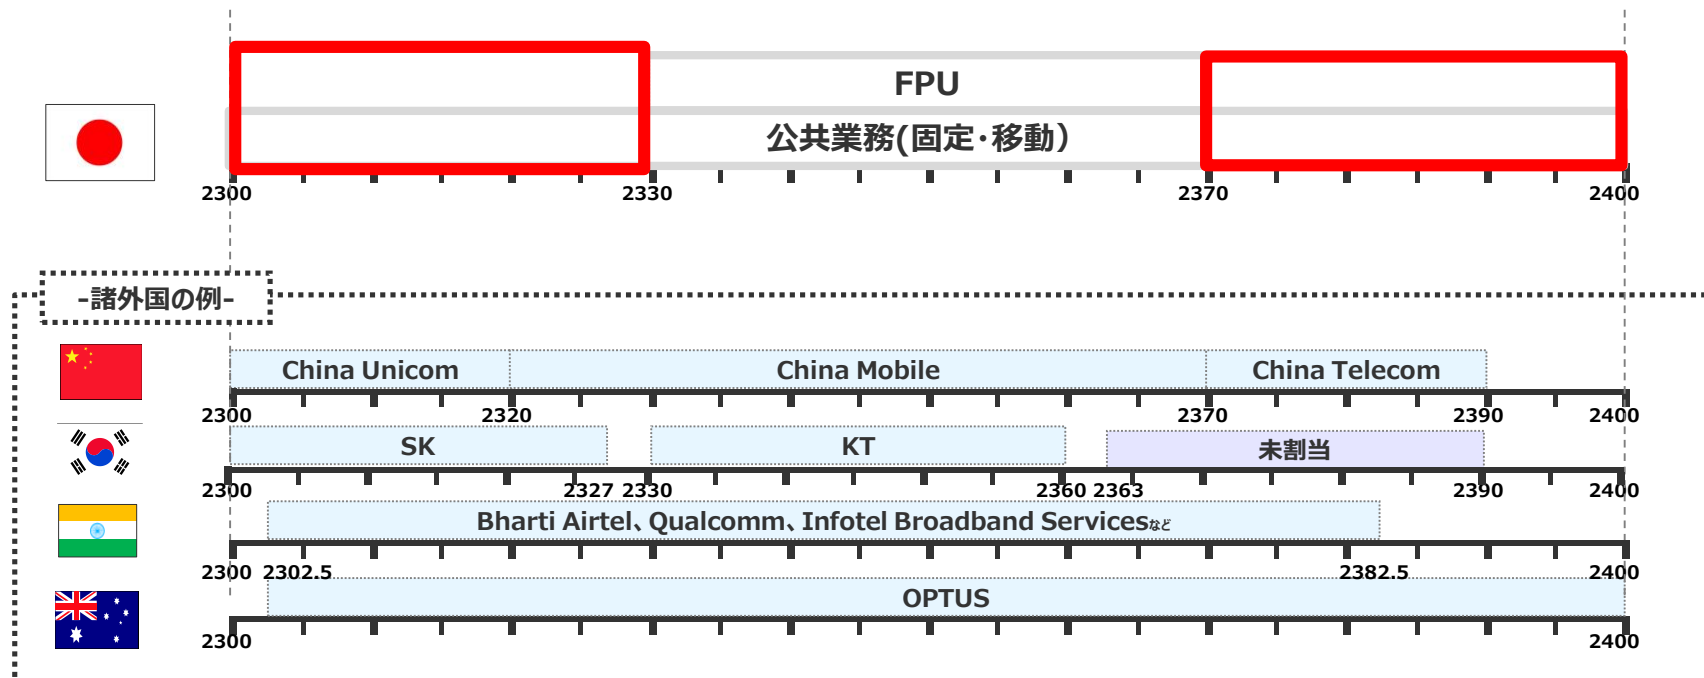 FPU
公共業務(固定・移動）
2300 2330 2370 2400
-諸外国の例-
China Unicom China Mobile China Telecom
2300 2320 2370 2390 2400
SK KT 未割当
2300 2327 2330 2360 2363 2390 2400
Bharti Airtel、Qualcomm、Infotel Broadband Servicesなど
2300 2302.5 2382.5 2400
OPTUS
2300 2400